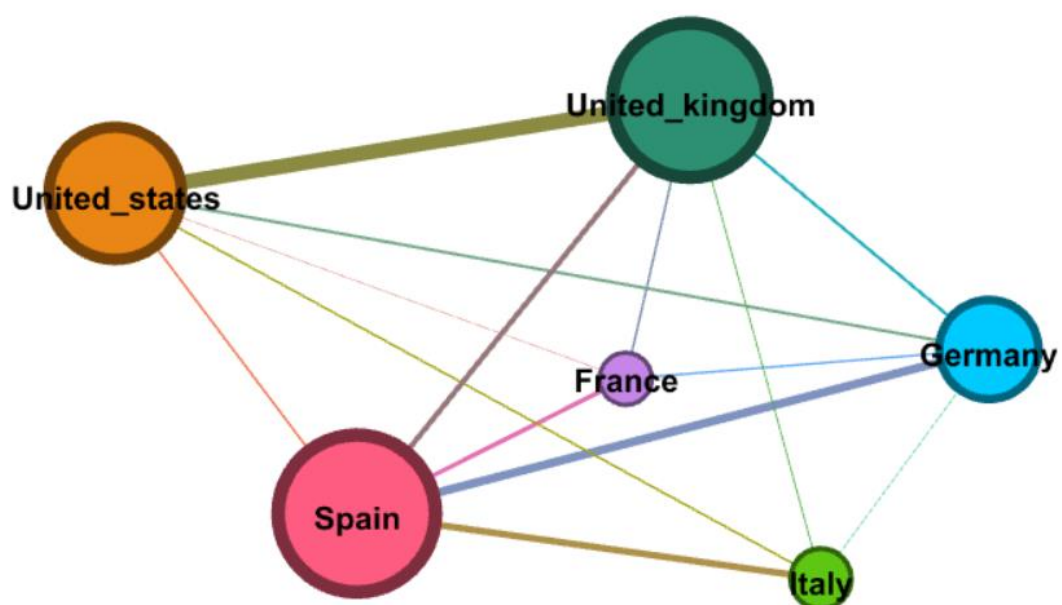 United_kingdom
United_states
Germany
France
Spain
Italy